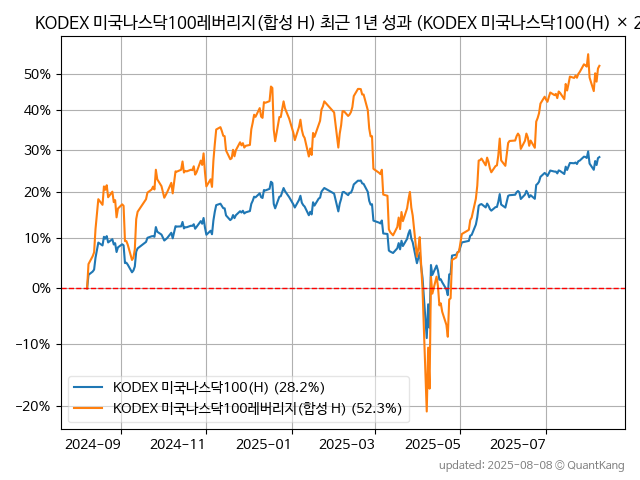 KODEX 미국나스닥100레버리지(합성 H) 최근 1년 성과 (KODEX 미국나스닥100(H) × 2
50%
40%
30%
20%
10%
0%
-10%
-20%
KODEX 미국나스닥100(H) (28.2%)
KODEX 미국나스닥100레버리지(합성 H) (52.3%)
2024-09 2024-11 2025-01 2025-03 2025-05 2025-07
updated: 2025-08-08 © QuantKang